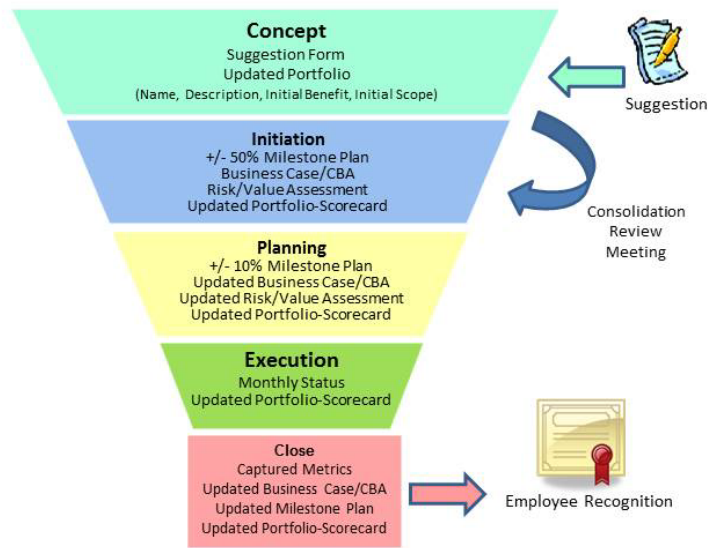 Concept
Suggestion Form
Updated Portfolio
(Name, Description, Initial Benefit, Initial Scope)
Suggestion
Initiation
+/- 50% Milestone Plan
Business Case/CBA
Risk/Value Assessment
Updated Portfolio-Scorecard
Consolidation
Review
Meeting
Planning
+/- 10% Milestone Plan
Updated Business Case/CBA
Updated Risk/Value Assessment
Updated Portfolio-Scorecard
Execution
Monthly Status
Updated Portfolio-Scorecard
Close
Captured Metrics
Updated Business Case/CBA
Updated Milestone Plan
Updated Portfolio-Scorecard
Employee Recognition